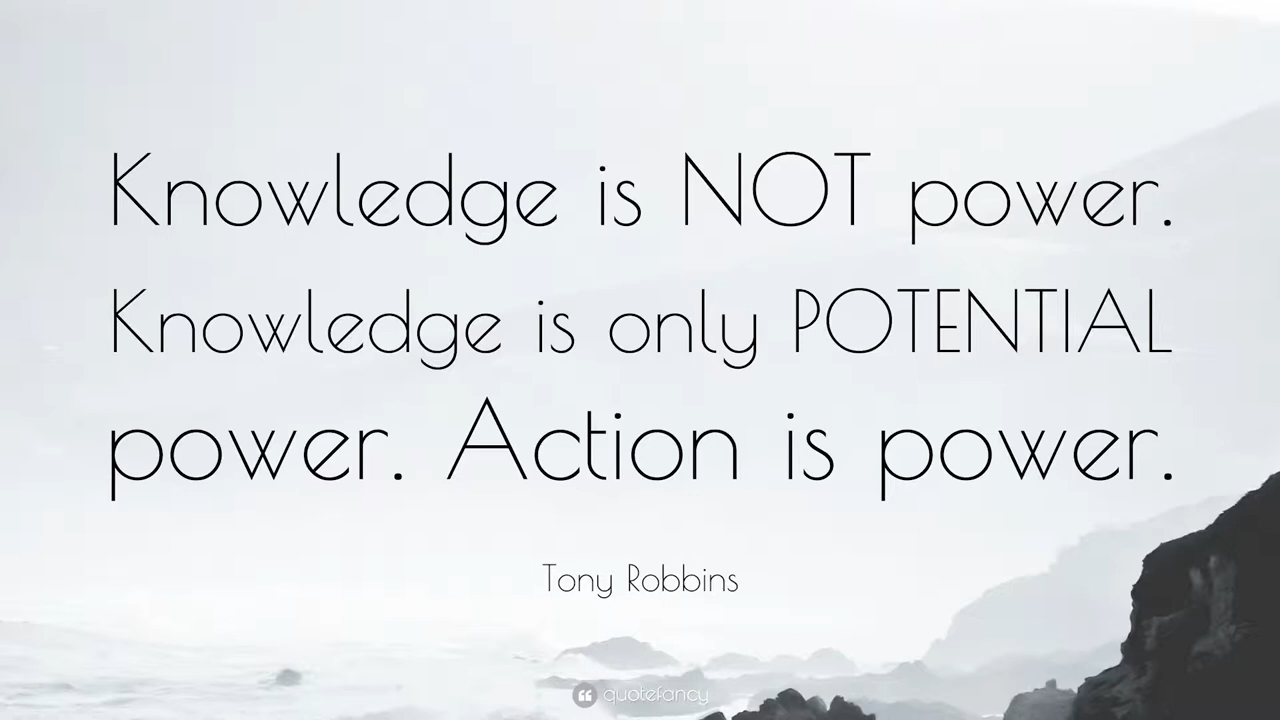 Knowledge is NOT power.
Knowledge is only POTENTIAL
power. Action is power.
Tony Robbins
quotefancy